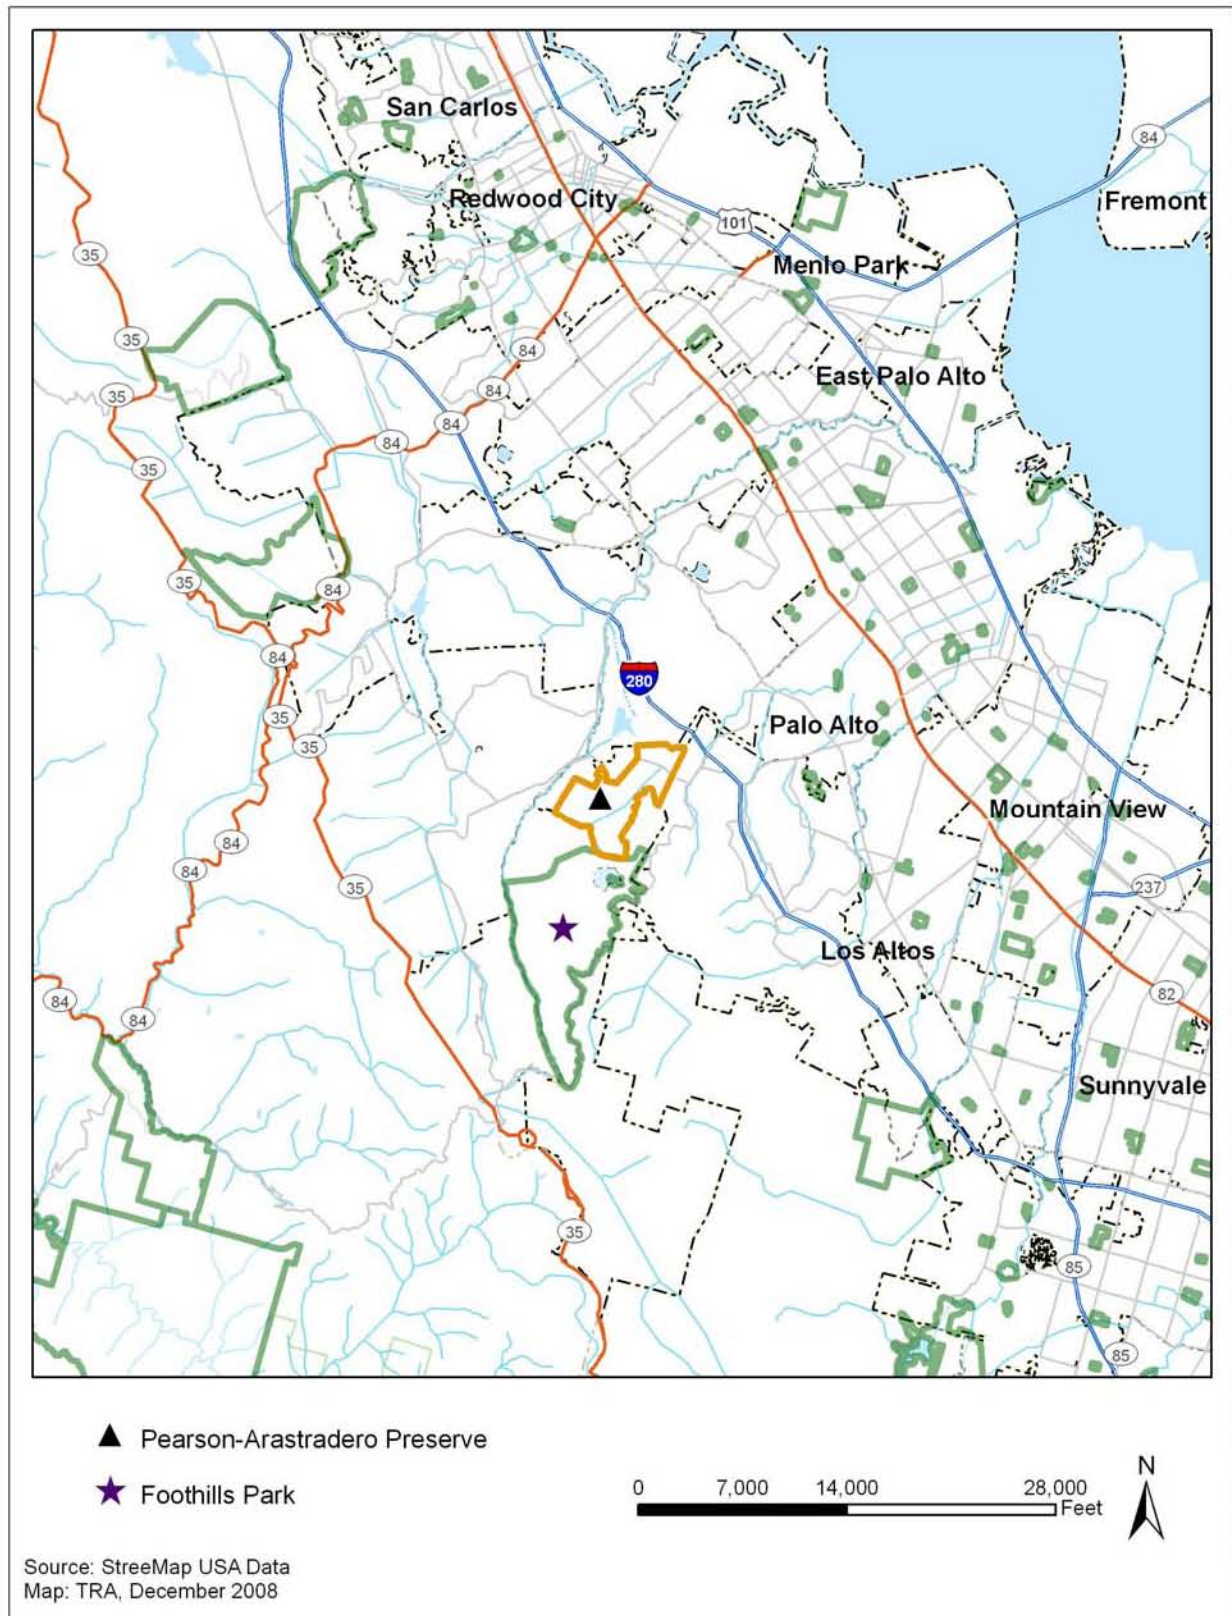 San Carlos
84
Fremont
Redwood City
101
35
Menlo Park
35
84
East Palo Alto
84
35
84
84
35
35
84
84
280
35
Palo Alto
35
Mountain View
84
84
35
237
Los Altos
82
84
84
Sunnyvale
35
85
85
Pearson-Arastradero Preserve
Foothills Park
0 7,000 14,000 28,000
Feet
N
Source: StreeMap USA Data
Map: TRA, December 2008